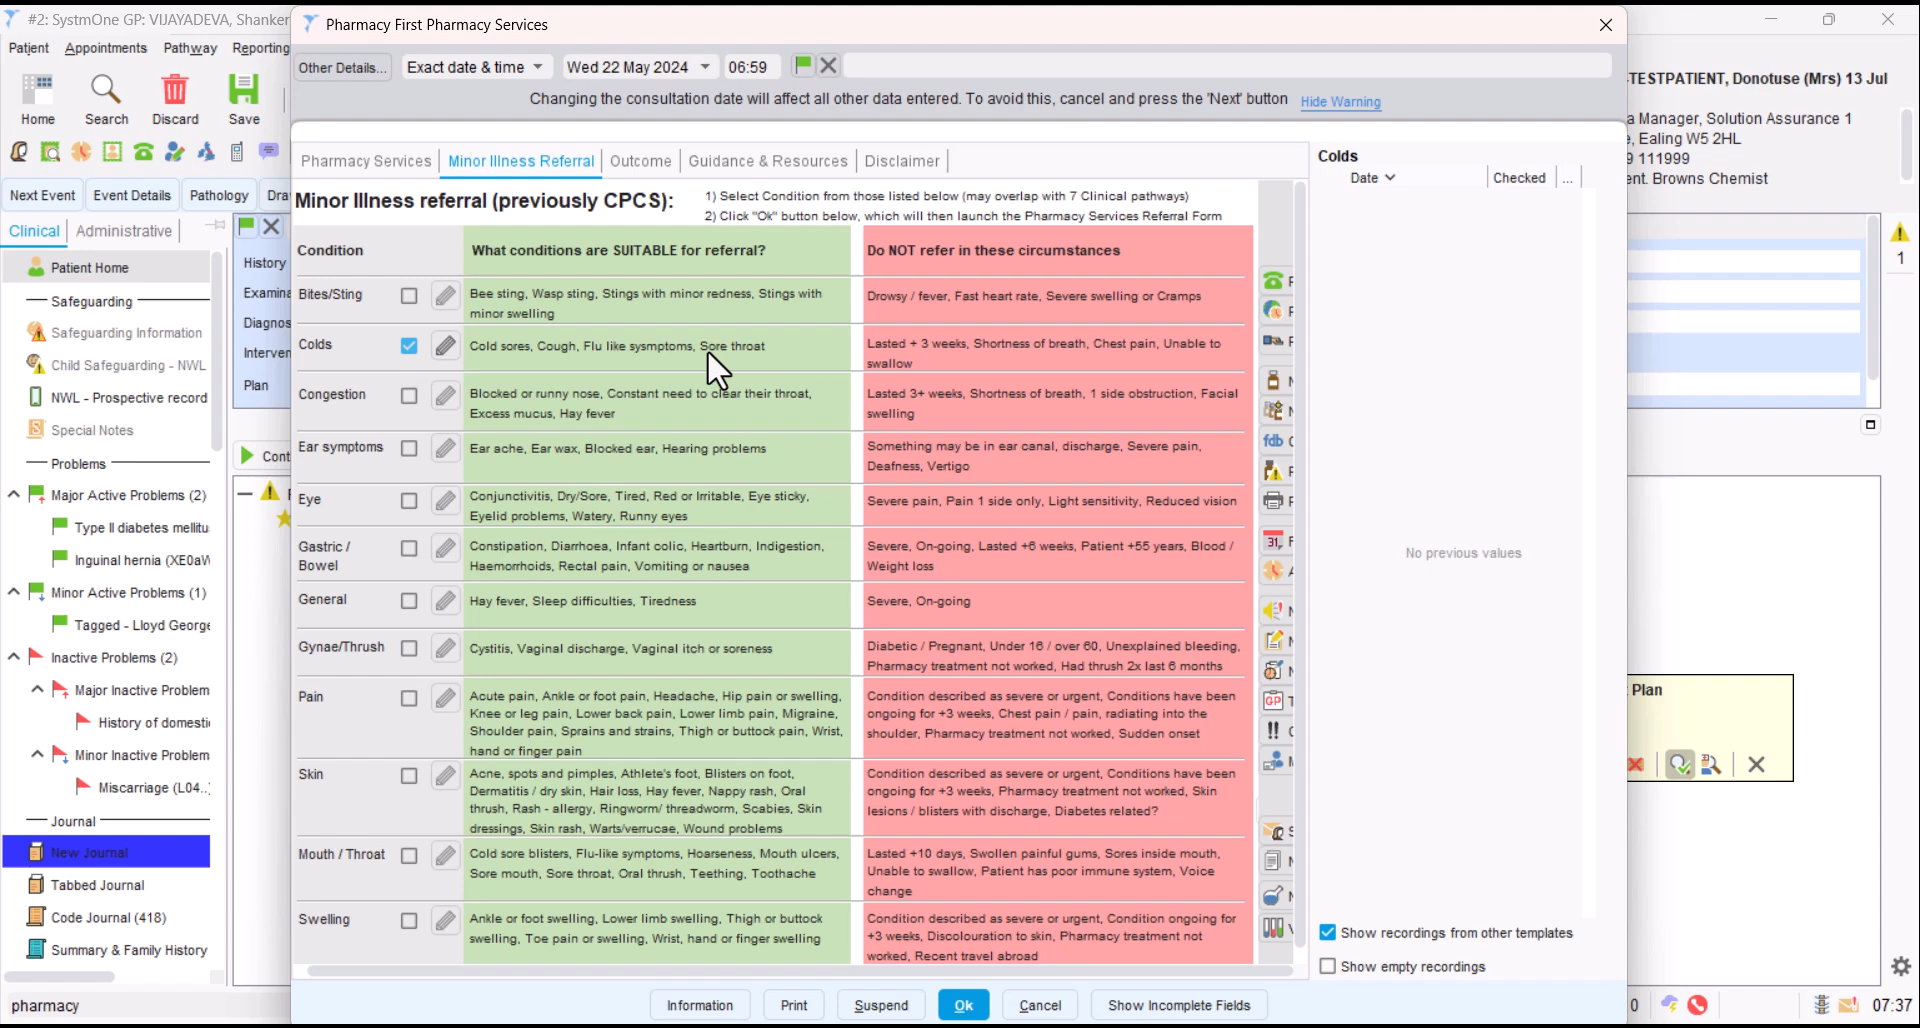 #2: SystmOne GP: VIJAYADEVA, Shanker
Pharmacy First Pharmacy Services
Patient Appointments Pathway Reporting
Other Details... Exact date & time Wed 22 May 2024 06:59
Changing the consultation date will affect all other data entered. To avoid this, cancel and press the 'Next' button Hide Warning
-TESTPATIENT, Donotuse (Mrs) 13 Jul
a Manager, Solution Assurance 1
e, Ealing W5 2HL
9 111999
ent. Browns Chemist
Home Search Discard Save
Next Event Event Details Pathology Dra
Clinical Administrative
Patient Home
Safeguarding
Safeguarding Information
Child Safeguarding - NWL
NWL - Prospective record
Special Notes
Problems
Major Active Problems (2)
Type II diabetes mellitu
Inguinal hernia (XE0aW
Minor Active Problems (1)
Tagged - Lloyd George
Inactive Problems (2)
Major Inactive Problem
History of domesti
Minor Inactive Problem
Miscarriage (L04..)
Journal
New Journal
Tabbed Journal
Code Journal (418)
Summary & Family History
pharmacy
History
Examina
Diagnos
Interven
Plan
Cont
Pharmacy Services Minor Illness Referral Outcome Guidance & Resources Disclaimer
Minor Illness referral (previously CPCS):
1) Select Condition from those listed below (may overlap with 7 Clinical pathways)
2) Click "Ok" button below, which will then launch the Pharmacy Services Referral Form
Condition What conditions are SUITABLE for referral? Do NOT refer in these circumstances
Bites/Sting
Bee sting, Wasp sting, Stings with minor redness, Stings with
minor swelling
Drowsy / fever, Fast heart rate, Severe swelling or Cramps
Colds
Cold sores, Cough, Flu like sysmptoms, Sore throat
Lasted + 3 weeks, Shortness of breath, Chest pain, Unable to
swallow
Congestion
Blocked or runny nose, Constant need to clear their throat,
Excess mucus, Hay fever
Lasted 3+ weeks, Shortness of breath, 1 side obstruction, Facial
swelling
Ear symptoms
Ear ache, Ear wax, Blocked ear, Hearing problems
Something may be in ear canal, discharge, Severe pain,
Deafness, Vertigo
Eye
Conjunctivitis, Dry/Sore, Tired, Red or Irritable, Eye sticky,
Eyelid problems, Watery, Runny eyes
Severe pain, Pain 1 side only, Light sensitivity, Reduced vision
Gastric /
Bowel
Constipation, Diarrhoea, Infant colic, Heartburn, Indigestion,
Haemorrhoids, Rectal pain, Vomiting or nausea
Severe, On-going, Lasted +6 weeks, Patient +55 years, Blood /
Weight loss
General
Hay fever, Sleep difficulties, Tiredness
Severe, On-going
Gynae/Thrush
Cystitis, Vaginal discharge, Vaginal itch or soreness
Diabetic / Pregnant, Under 16 / over 60, Unexplained bleeding,
Pharmacy treatment not worked, Had thrush 2x last 6 months
Pain
Acute pain, Ankle or foot pain, Headache, Hip pain or swelling,
Knee or leg pain, Lower back pain, Lower limb pain, Migraine,
Shoulder pain, Sprains and strains, Thigh or buttock pain, Wrist,
hand or finger pain
Condition described as severe or urgent, Conditions have been
ongoing for +3 weeks, Chest pain / pain, radiating into the
shoulder, Pharmacy treatment not worked, Sudden onset
Skin
Acne, spots and pimples, Athlete's foot, Blisters on foot,
Dermatitis / dry skin, Hair loss, Hay fever, Nappy rash, Oral
thrush, Rash - allergy, Ringworm/ threadworm, Scabies, Skin
dressings, Skin rash, Warts/verrucae, Wound problems
Condition described as severe or urgent, Conditions have been
ongoing for +3 weeks, Pharmacy treatment not worked, Skin
lesions / blisters with discharge, Diabetes related?
Mouth / Throat
Cold sore blisters, Flu-like symptoms, Hoarseness, Mouth ulcers,
Sore mouth, Sore throat, Oral thrush, Teething, Toothache
Lasted +10 days, Swollen painful gums, Sores inside mouth,
Unable to swallow, Patient has poor immune system, Voice
change
Swelling
Ankle or foot swelling, Lower limb swelling, Thigh or buttock
swelling, Toe pain or swelling, Wrist, hand or finger swelling
Condition described as severe or urgent, Condition ongoing for
+3 weeks, Discolouration to skin, Pharmacy treatment not
worked, Recent travel abroad
fdb
31
GP
Colds
Date Checked ...
No previous values
Show recordings from other templates
Show empty recordings
Information Print Suspend Ok Cancel Show Incomplete Fields
1
Plan
0
07:37